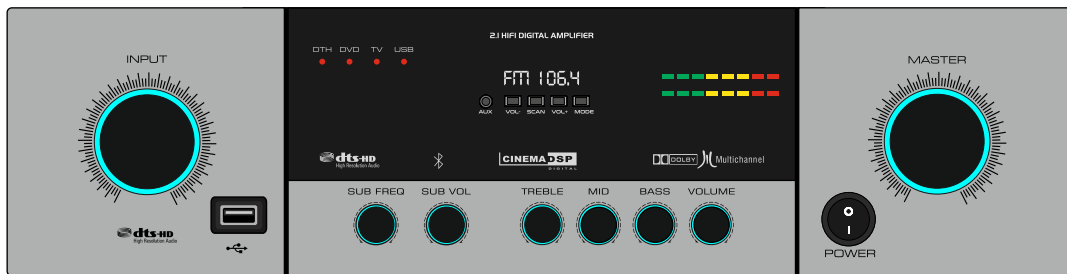 INPUT
dts-HD
High Resolution Audio
2.1 HIFI DIGITAL AMPLIFIER
DTH DVD TV USB
FM 106.4
AUX VOL- SCAN VOL+ MODE
dts-HD
High Resolution Audio
CINEMA DSP
DIGITAL
DOLBY
Multichannel
SUB FREQ SUB VOL TREBLE MID BASS VOLUME
MASTER
O
I
POWER